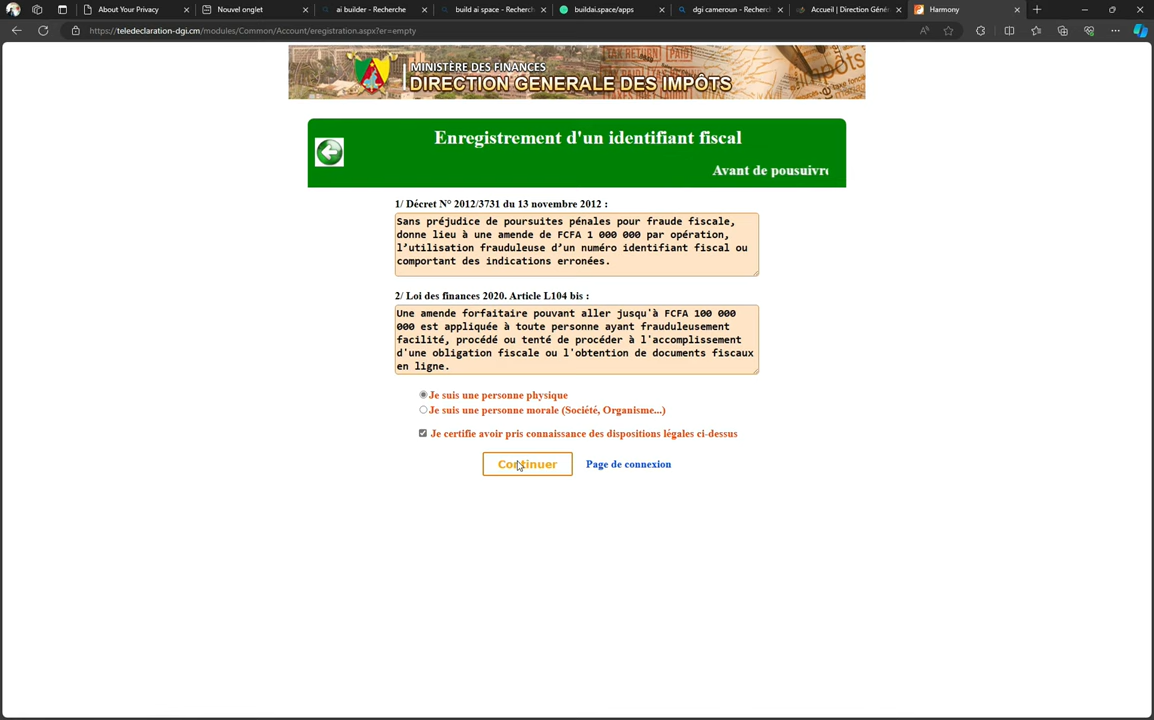 About Your Privacy
Nouvel onglet
ai builder - Recherche
build ai space - Recherch
buildai.space/apps
dgi cameroun - Recherch
Accueil | Direction Géné
Harmony
https://teledeclaration-dgi.cm/modules/Common/Account/eregistration.aspx?er=empty
MINISTÈRE DES FINANCES
DIRECTION GENERALE DES IMPÔTS
TAX RETURN
PAID
impôts
Enregistrement d'un identifiant fiscal
Avant de pousuivre
1/ Décret N° 2012/3731 du 13 novembre 2012 :
Sans préjudice de poursuites pénales pour fraude fiscale,
donne lieu à une amende de FCFA 1 000 000 par opération,
l’utilisation frauduleuse d’un numéro identifiant fiscal ou
comportant des indications erronées.
2/ Loi des finances 2020. Article L104 bis :
Une amende forfaitaire pouvant aller jusqu'à FCFA 100 000
000 est appliquée à toute personne ayant frauduleusement
facilité, procédé ou tenté de procéder à l'accomplissement
d'une obligation fiscale ou l'obtention de documents fiscaux
en ligne.
Je suis une personne physique
Je suis une personne morale (Société, Organisme...)
Je certifie avoir pris connaissance des dispositions légales ci-dessus
Continuer
Page de connexion